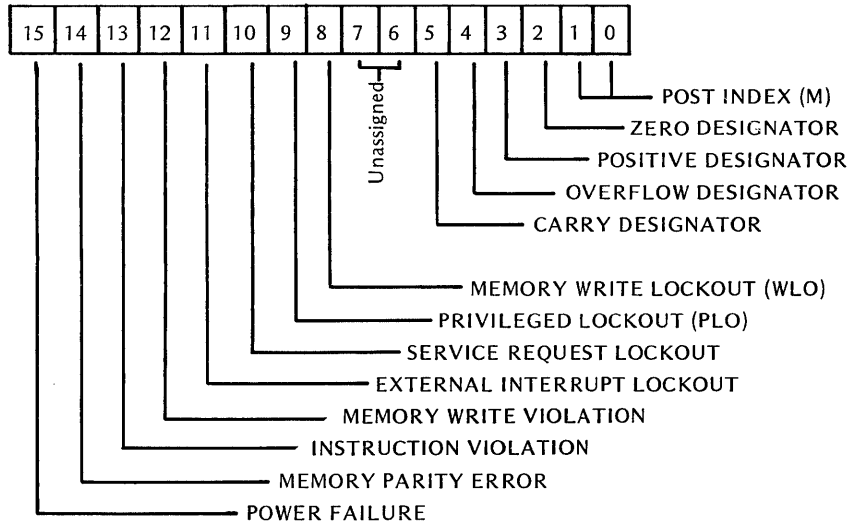 15 14 13 12 11 10 9 8 7 6 5 4 3 2 1 0
Unassigned
POST INDEX (M)
ZERO DESIGNATOR
POSITIVE DESIGNATOR
OVERFLOW DESIGNATOR
CARRY DESIGNATOR
MEMORY WRITE LOCKOUT (WLO)
PRIVILEGED LOCKOUT (PLO)
SERVICE REQUEST LOCKOUT
EXTERNAL INTERRUPT LOCKOUT
MEMORY WRITE VIOLATION
INSTRUCTION VIOLATION
MEMORY PARITY ERROR
POWER FAILURE